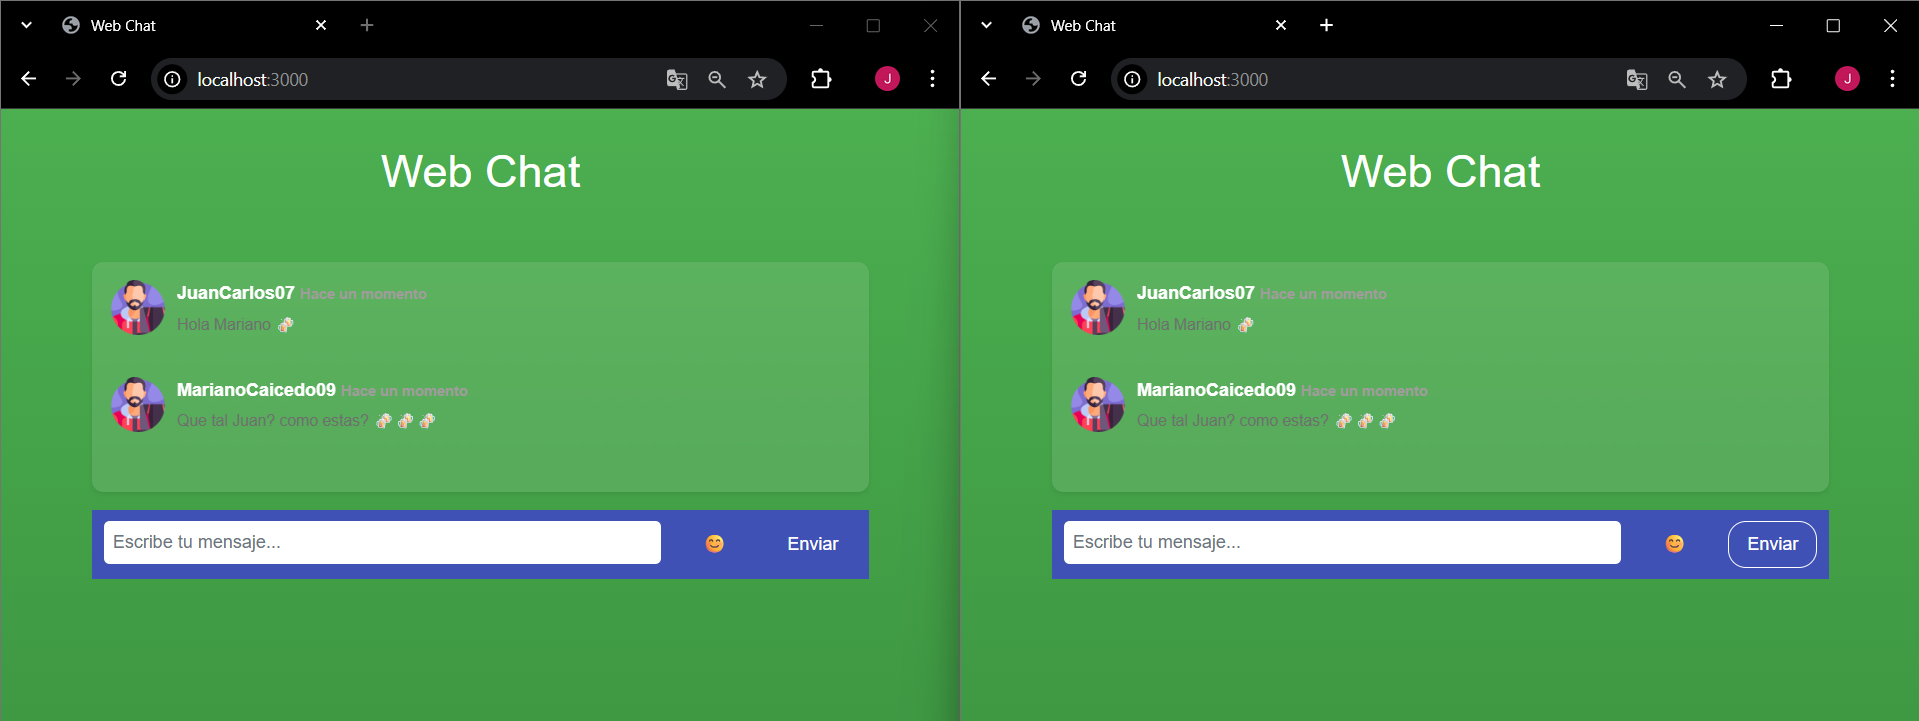 Web Chat
localhost:3000
J
Web Chat
JuanCarlos07 Hace un momento
Hola Mariano
MarianoCaicedo09 Hace un momento
Que tal Juan? como estas?
Escribe tu mensaje...
Enviar
Web Chat
localhost:3000
J
Web Chat
JuanCarlos07 Hace un momento
Hola Mariano
MarianoCaicedo09 Hace un momento
Que tal Juan? como estas?
Escribe tu mensaje...
Enviar